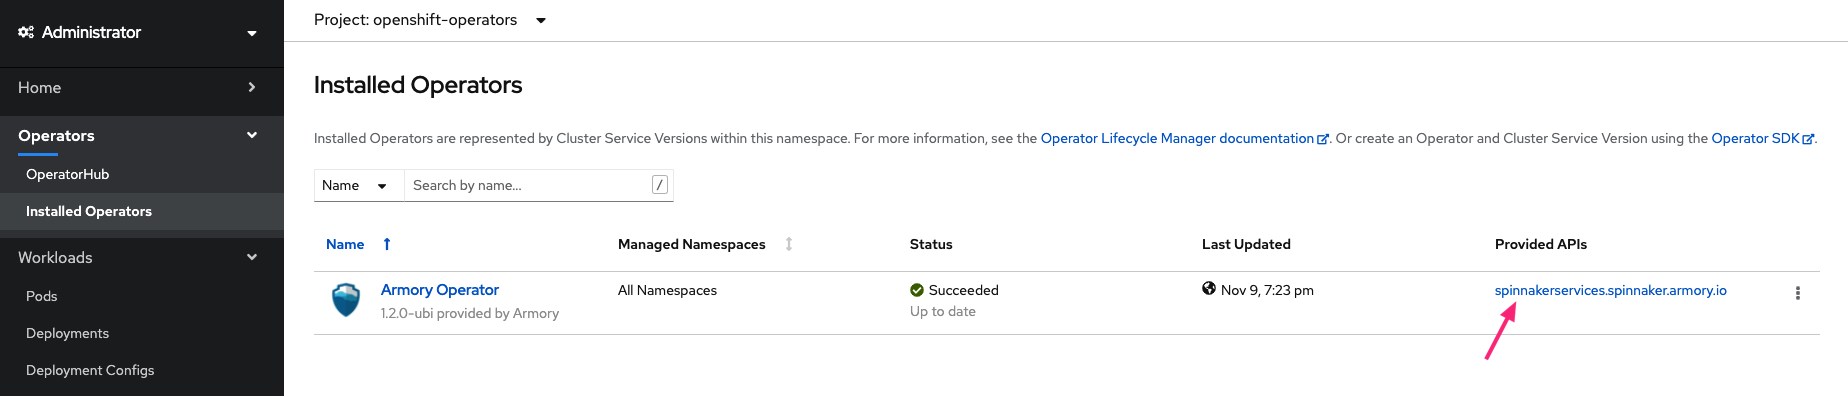 Administrator
Home
Operators
OperatorHub
Installed Operators
Workloads
Pods
Deployments
Deployment Configs
Project: openshift-operators
Installed Operators
Installed Operators are represented by Cluster Service Versions within this namespace. For more information, see the Operator Lifecycle Manager documentation. Or create an Operator and Cluster Service Version using the Operator SDK.
Name Search by name... /
Name Managed Namespaces Status Last Updated Provided APIs
Armory Operator All Namespaces Succeeded Nov 9, 7:23 pm spinnakerservices.spinnaker.armory.io
1.2.0-ubi provided by Armory Up to date